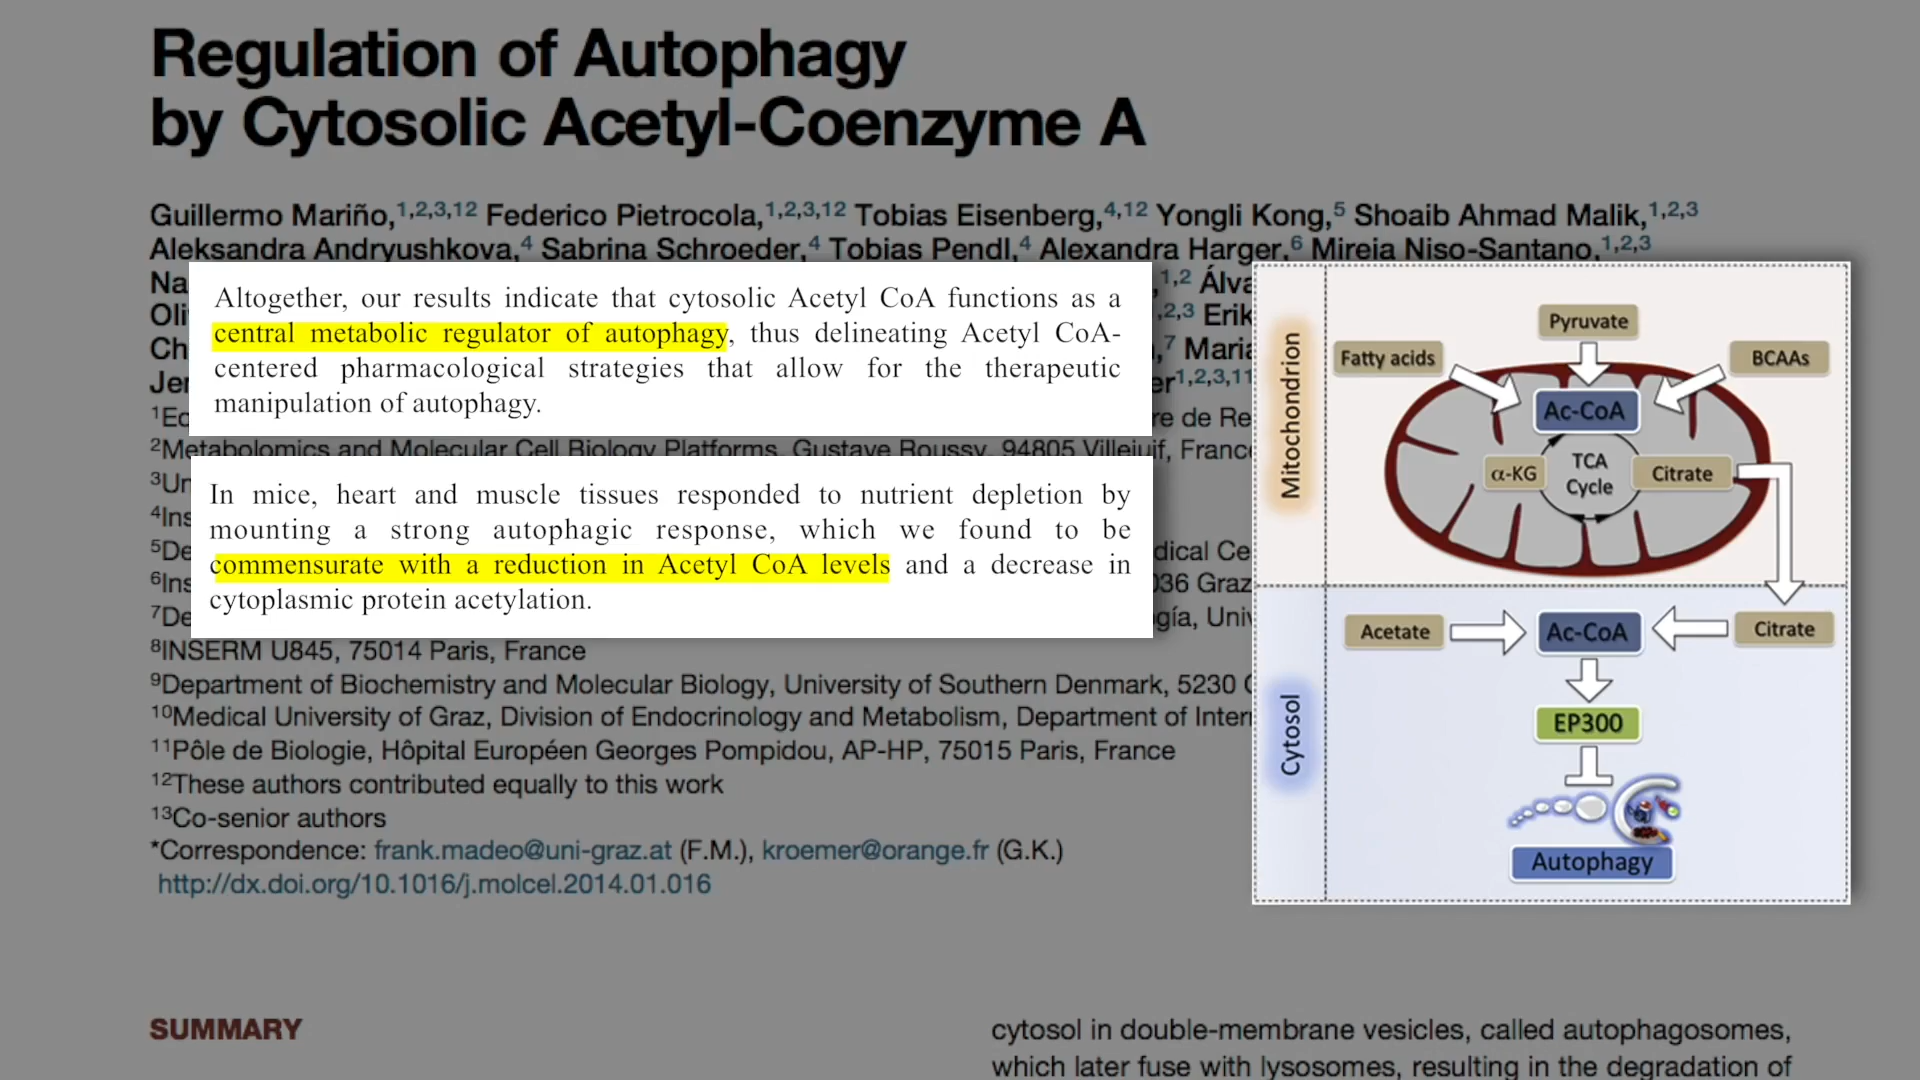 Regulation of Autophagy
by Cytosolic Acetyl-Coenzyme A
Guillermo Mariño,1,2,3,12 Federico Pietrocola,1,2,3,12 Tobias Eisenberg,4,12 Yongli Kong,5 Shoaib Ahmad Malik,1,2,3
Aleksandra Andryushkova,4 Sabrina Schroeder,4 Tobias Pendl,4 Alexandra Harger,6 Mireia Niso-Santano,1,2,3
Altogether, our results indicate that cytosolic Acetyl CoA functions as a
central metabolic regulator of autophagy, thus delineating Acetyl CoA-
centered pharmacological strategies that allow for the therapeutic
manipulation of autophagy.
2Metabolomics and Molecular Cell Biology Platforms, Gustave Roussy, 94805 Villejuif, France
In mice, heart and muscle tissues responded to nutrient depletion by
mounting a strong autophagic response, which we found to be
commensurate with a reduction in Acetyl CoA levels and a decrease in
cytoplasmic protein acetylation.
8INSERM U845, 75014 Paris, France
9Department of Biochemistry and Molecular Biology, University of Southern Denmark, 5230
10Medical University of Graz, Division of Endocrinology and Metabolism, Department of
11Pôle de Biologie, Hôpital Européen Georges Pompidou, AP-HP, 75015 Paris, France
12These authors contributed equally to this work
13Co-senior authors
*Correspondence: frank.madeo@uni-graz.at (F.M.), kroemer@orange.fr (G.K.)
http://dx.doi.org/10.1016/j.molcel.2014.01.016
Mitochondrion
Pyruvate
Fatty acids
BCAAs
Ac-CoA
α-KG
TCA
Cycle
Citrate
Cytosol
Acetate
Ac-CoA
Citrate
EP300
Autophagy
SUMMARY
cytosol in double-membrane vesicles, called autophagosomes,
which later fuse with lysosomes, resulting in the degradation of